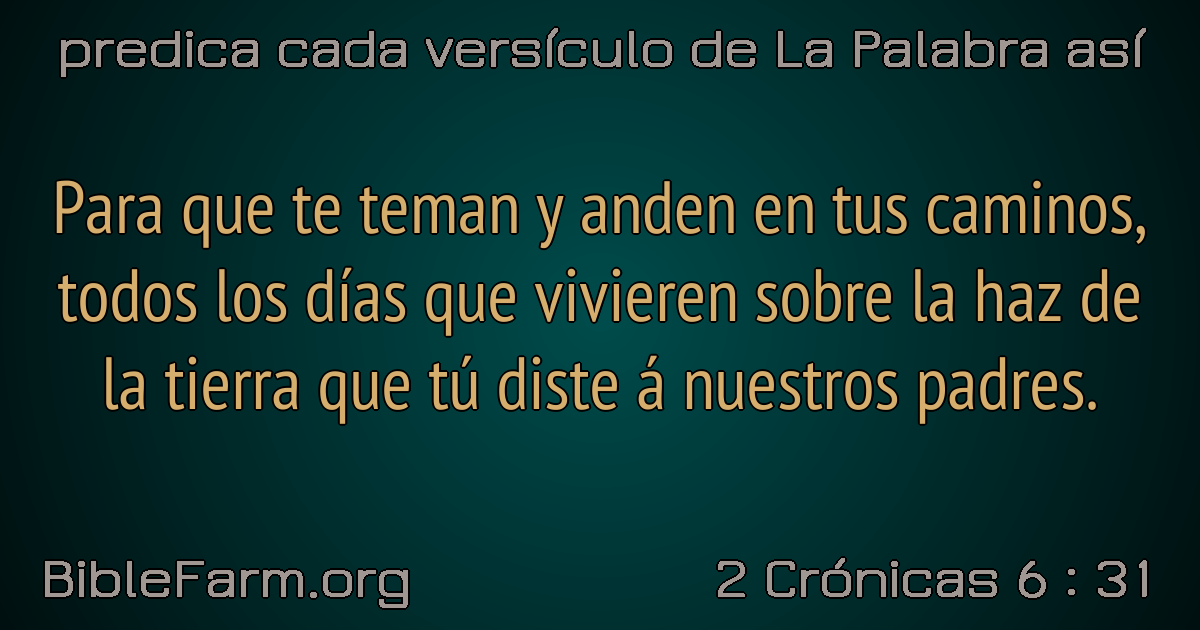 predica cada versículo de La Palabra así
Para que te teman y anden en tus caminos,
todos los días que vivieren sobre la haz de
la tierra que tú diste á nuestros padres.
BibleFarm.org
2 Crónicas 6 : 31